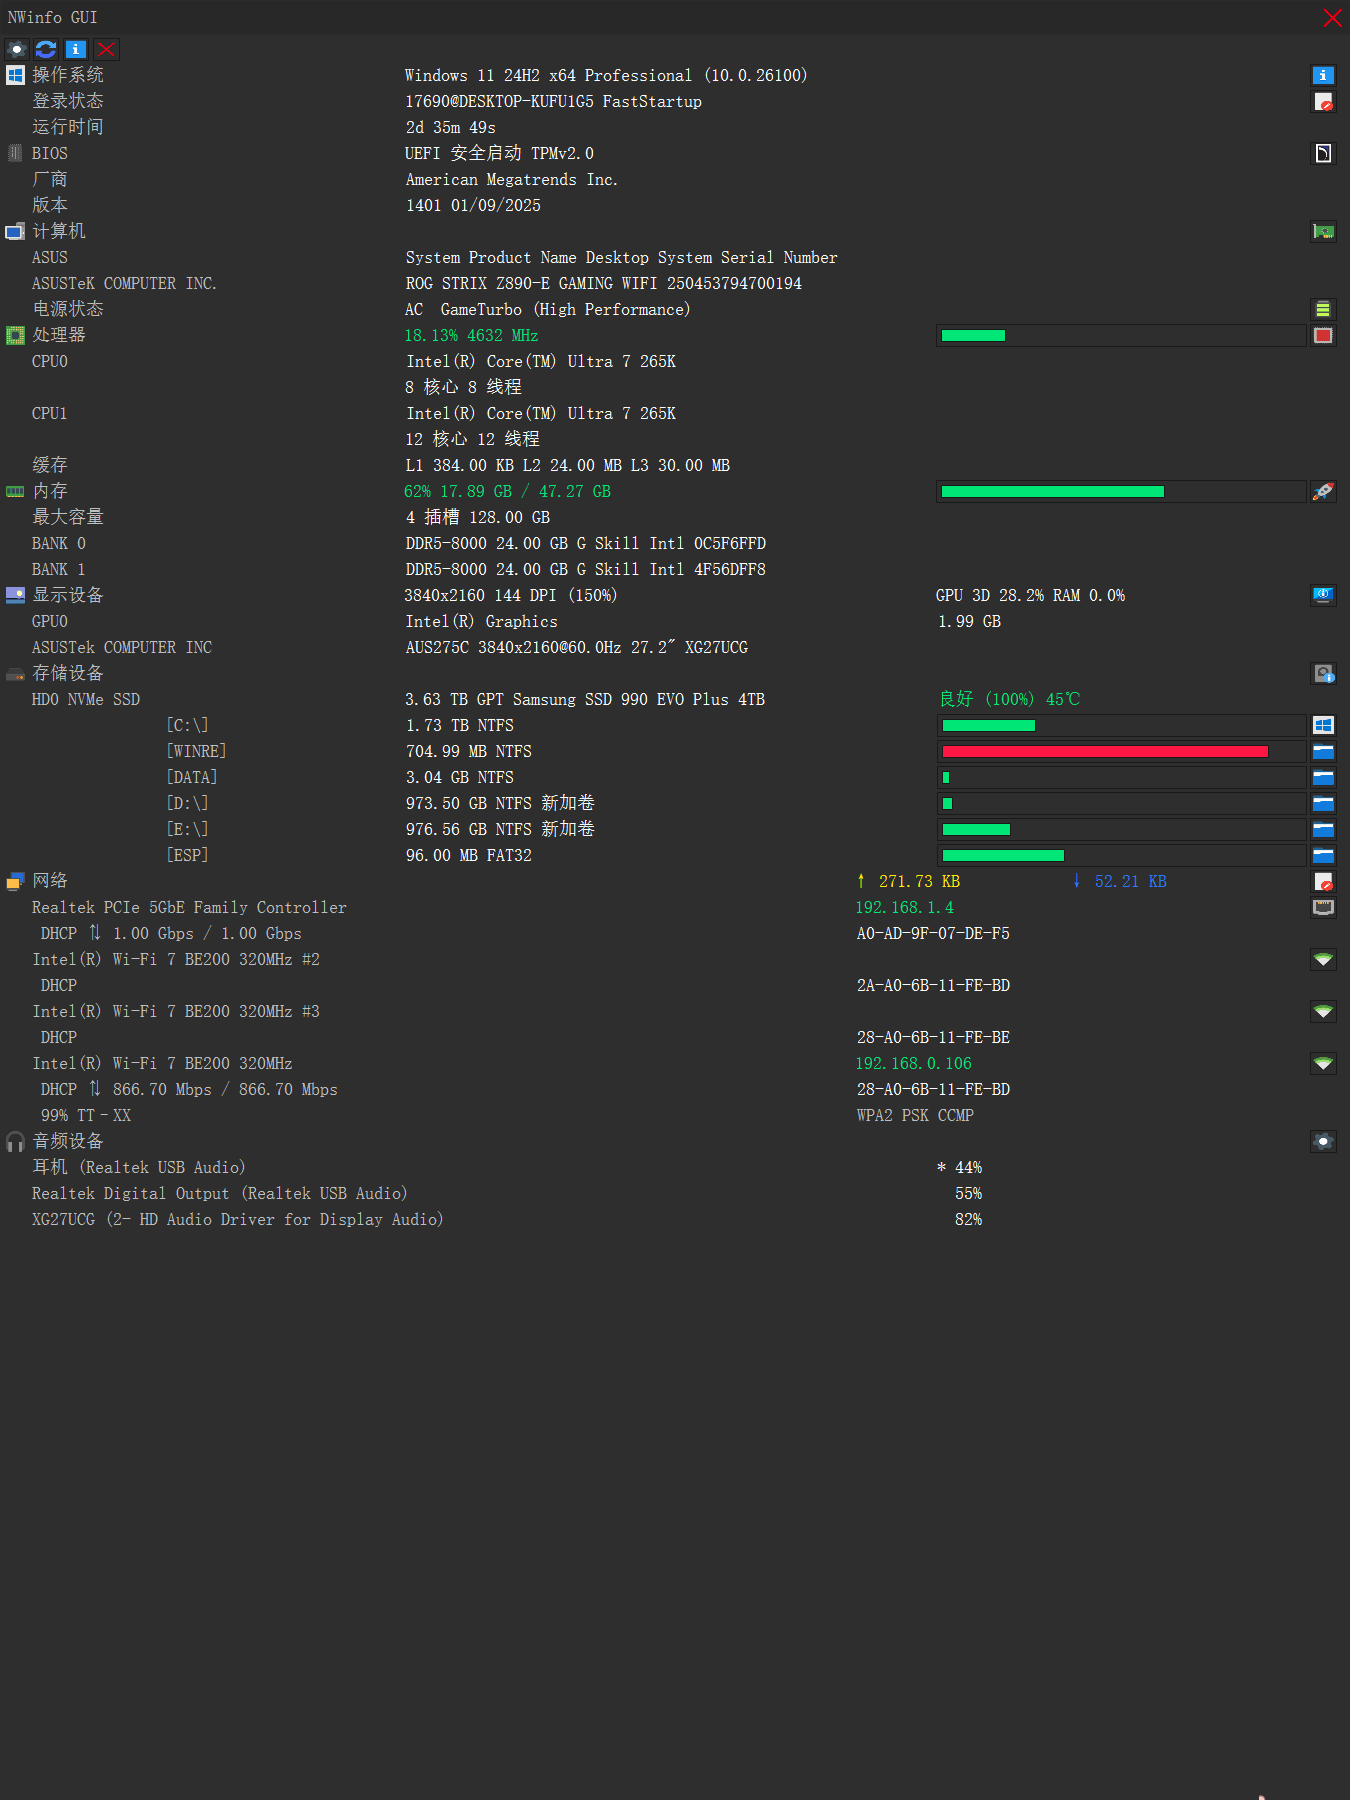 NWinfo GUI
操作系统 Windows 11 24H2 x64 Professional (10.0.26100)
登录状态 17690@DESKTOP-KUFU1G5 FastStartup
运行时间 2d 35m 49s
BIOS UEFI 安全启动 TPMv2.0
厂商 American Megatrends Inc.
版本 1401 01/09/2025
计算机
ASUS System Product Name Desktop System Serial Number
ASUSTeK COMPUTER INC. ROG STRIX Z890-E GAMING WIFI 250453794700194
电源状态 AC GameTurbo (High Performance)
处理器 18.13% 4632 MHz
CPU0 Intel(R) Core(TM) Ultra 7 265K
8 核心 8 线程
CPU1 Intel(R) Core(TM) Ultra 7 265K
12 核心 12 线程
缓存 L1 384.00 KB L2 24.00 MB L3 30.00 MB
内存 62% 17.89 GB / 47.27 GB
最大容量 4 插槽 128.00 GB
BANK 0 DDR5-8000 24.00 GB G Skill Intl 0C5F6FFD
BANK 1 DDR5-8000 24.00 GB G Skill Intl 4F56DFF8
显示设备 3840x2160 144 DPI (150%) GPU 3D 28.2% RAM 0.0%
GPU0 Intel(R) Graphics 1.99 GB
ASUSTek COMPUTER INC AUS275C 3840x2160@60.0Hz 27.2″ XG27UCG
存储设备
HD0 NVMe SSD 3.63 TB GPT Samsung SSD 990 EVO Plus 4TB 良好 (100%) 45℃
[C:\] 1.73 TB NTFS
[WINRE] 704.99 MB NTFS
[DATA] 3.04 GB NTFS
[D:\] 973.50 GB NTFS 新加卷
[E:\] 976.56 GB NTFS 新加卷
[ESP] 96.00 MB FAT32
网络 ↑ 271.73 KB ↓ 52.21 KB
Realtek PCIe 5GbE Family Controller 192.168.1.4
DHCP ⇅ 1.00 Gbps / 1.00 Gbps A0-AD-9F-07-DE-F5
Intel(R) Wi-Fi 7 BE200 320MHz #2
DHCP 2A-A0-6B-11-FE-BD
Intel(R) Wi-Fi 7 BE200 320MHz #3
DHCP 28-A0-6B-11-FE-BE
Intel(R) Wi-Fi 7 BE200 320MHz 192.168.0.106
DHCP ⇅ 866.70 Mbps / 866.70 Mbps 28-A0-6B-11-FE-BD
99% TT–XX WPA2 PSK CCMP
音频设备
耳机 (Realtek USB Audio) * 44%
Realtek Digital Output (Realtek USB Audio) 55%
XG27UCG (2- HD Audio Driver for Display Audio) 82%